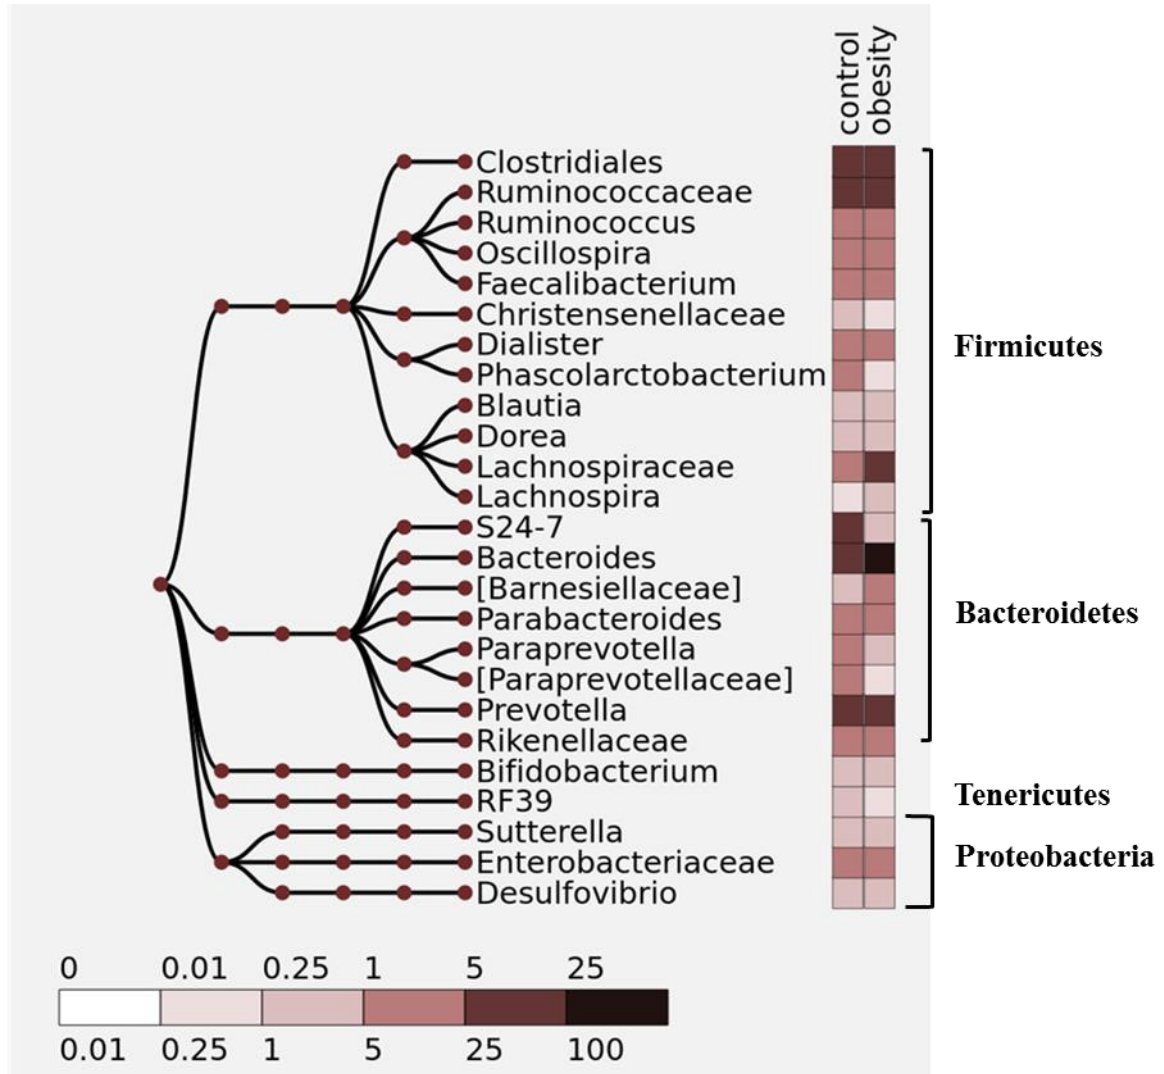 control
obesity
Clostridiales
Ruminococcaceae
Ruminococcus
Oscillospira
Faecalibacterium
Christensenellaceae
Dialister
Phascolarctobacterium
Blautia
Dorea
Lachnospiraceae
Lachnospira
Firmicutes
S24-7
Bacteroides
[Barnesiellaceae]
Parabacteroides
Paraprevotella
[Paraprevotellaceae]
Prevotella
Rikenellaceae
Bacteroidetes
Bifidobacterium
RF39
Tenericutes
Sutterella
Enterobacteriaceae
Desulfovibrio
Proteobacteria
0 0.01 0.25 1 5 25
0.01 0.25 1 5 25 100